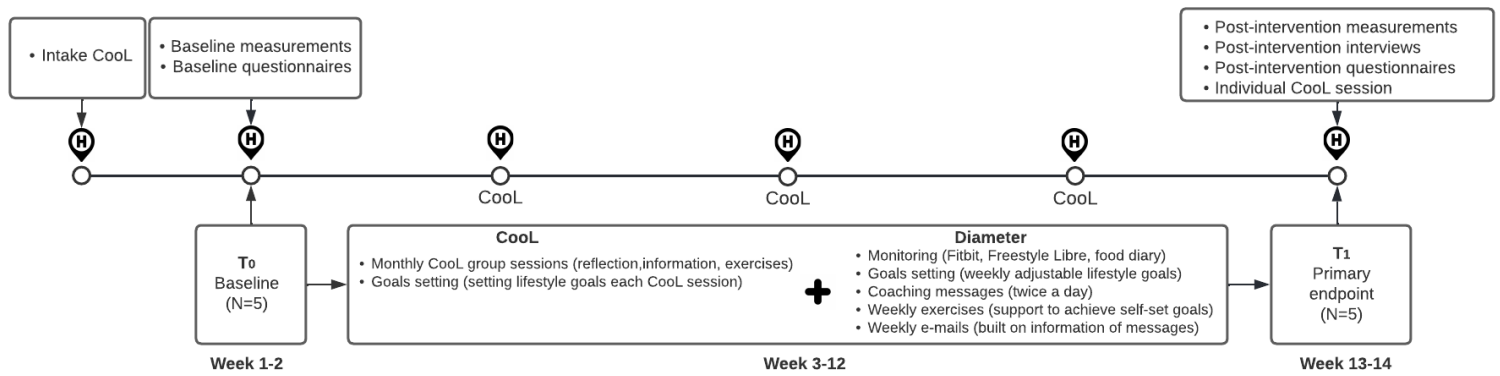 • Intake CooL
• Baseline measurements
• Baseline questionnaires
• Post-intervention measurements
• Post-intervention interviews
• Post-intervention questionnaires
• Individual CooL session
H
H
H
H
H
H
CooL
CooL
CooL
T0
Baseline
(N=5)
CooL
• Monthly CooL group sessions (reflection,information, exercises)
• Goals setting (setting lifestyle goals each CooL session)
+
Diameter
• Monitoring (Fitbit, Freestyle Libre, food diary)
• Goals setting (weekly adjustable lifestyle goals)
• Coaching messages (twice a day)
• Weekly exercises (support to achieve self-set goals)
• Weekly e-mails (built on information of messages)
T1
Primary
endpoint
(N=5)
Week 1-2
Week 3-12
Week 13-14